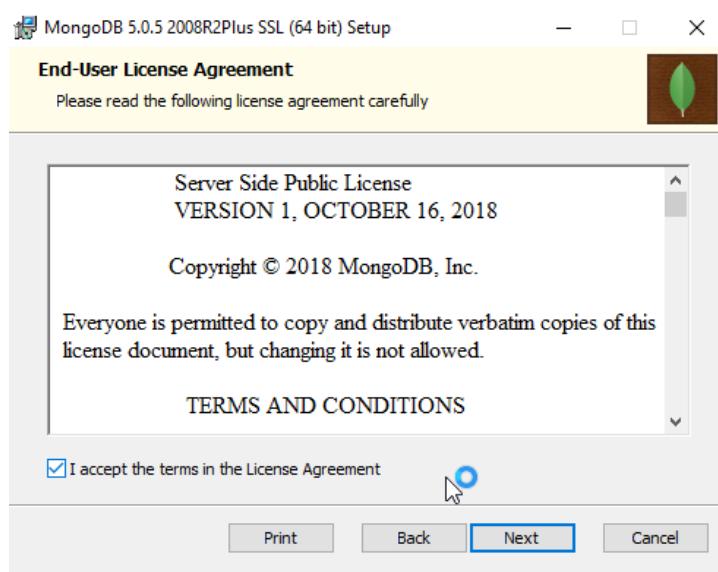 MongoDB 5.0.5 2008R2Plus SSL (64 bit) Setup
End-User License Agreement
Please read the following license agreement carefully
Server Side Public License
VERSION 1, OCTOBER 16, 2018
Copyright © 2018 MongoDB, Inc.
Everyone is permitted to copy and distribute verbatim copies of this
license document, but changing it is not allowed.
TERMS AND CONDITIONS
I accept the terms in the License Agreement
Print Back Next Cancel